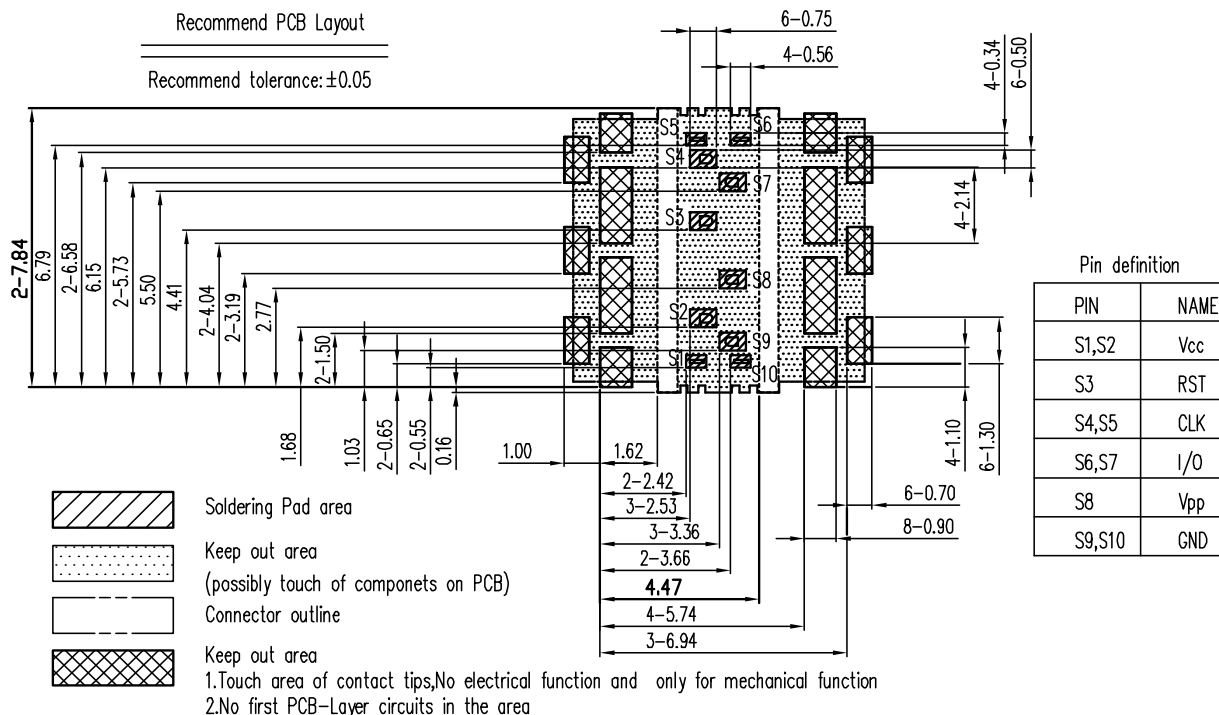 Recommend PCB Layout
Recommend tolerance:±0.05
6-0.75
4-0.56
4-0.34
6-0.50
4-2.14
2-7.84
6.79
2-6.58
6.15
2-5.73
5.50
4.41
2-4.04
2-3.19
2.77
1.68
2-1.50
1.03
2-0.65
2-0.55
0.16
S5
S6
S4
S7
S3
S8
S2
S9
S1
S10
1.00
1.62
2-2.42
3-2.53
3-3.36
2-3.66
4.47
4-5.74
3-6.94
4-1.10
6-1.30
6-0.70
8-0.90
Pin definition
PIN NAME
S1,S2 Vcc
S3 RST
S4,S5 CLK
S6,S7 I/O
S8 Vpp
S9,S10 GND
Soldering Pad area
Keep out area
(possibly touch of componets on PCB)
Connector outline
Keep out area
1.Touch area of contact tips,No electrical function and only for mechanical function
2.No first PCB-Layer circuits in the area